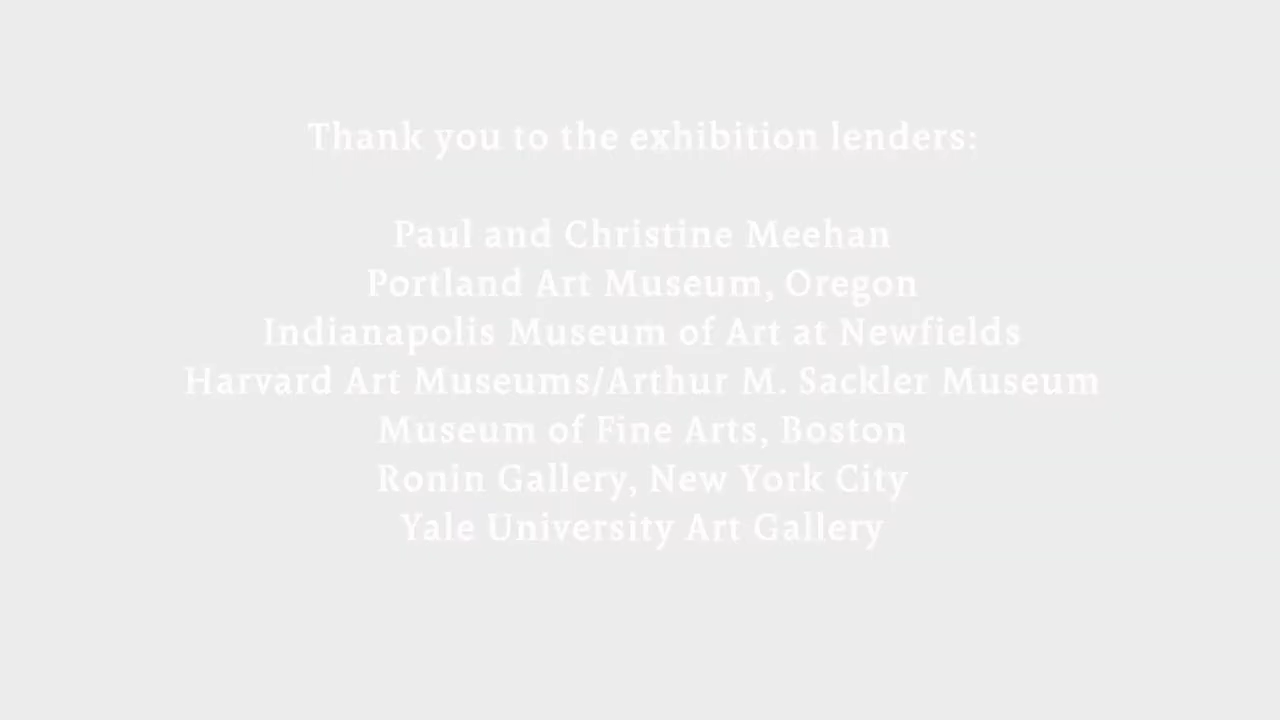 Thank you to the exhibition lenders:
Paul and Christine Meehan
Portland Art Museum, Oregon
Indianapolis Museum of Art at Newfields
Harvard Art Museums/Arthur M. Sackler Museum
Museum of Fine Arts, Boston
Ronin Gallery, New York City
Yale University Art Gallery